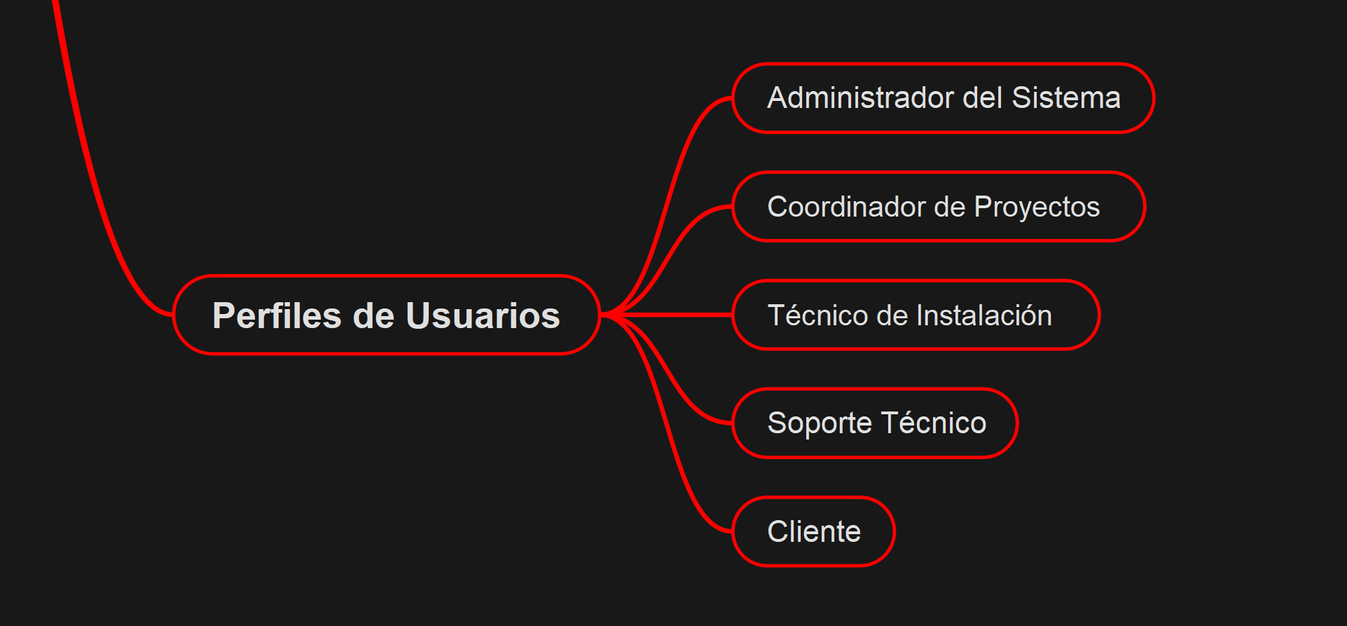 Administrador del Sistema
Coordinador de Proyectos
Perfiles de Usuarios
Técnico de Instalación
Soporte Técnico
Cliente